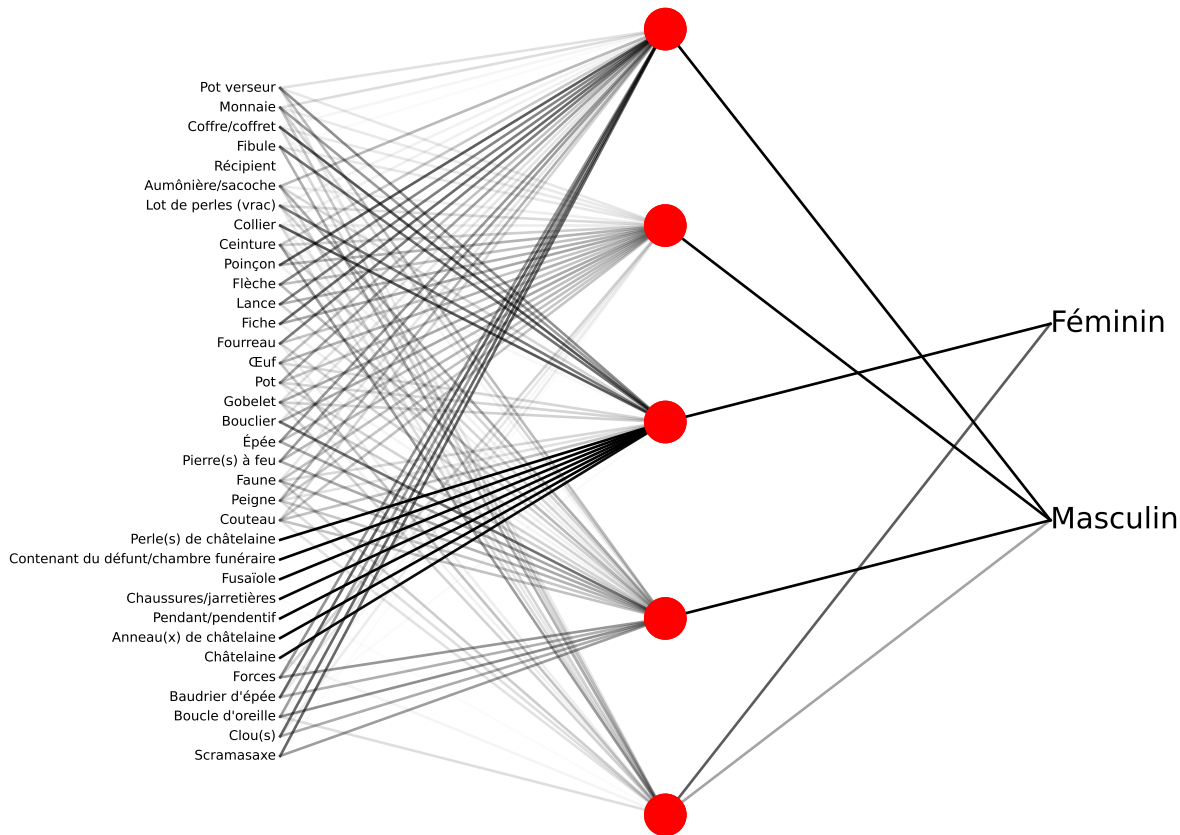 Pot verseur
Monnaie
Coffre/coffret
Fibule
Récipient
Aumônière/sacoche
Lot de perles (vrac)
Collier
Ceinture
Poinçon
Flèche
Lance
Fiche
Fourreau
Œuf
Pot
Gobelet
Bouclier
Épée
Pierre(s) à feu
Faune
Peigne
Couteau
Perle(s) de châtelaine
Contenant du défunt/chambre funéraire
Fusaïole
Chaussures/jarretières
Pendant/pendentif
Anneau(x) de châtelaine
Châtelaine
Forces
Baudrier d'épée
Boucle d'oreille
Clou(s)
Scramasaxe
Féminin
Masculin